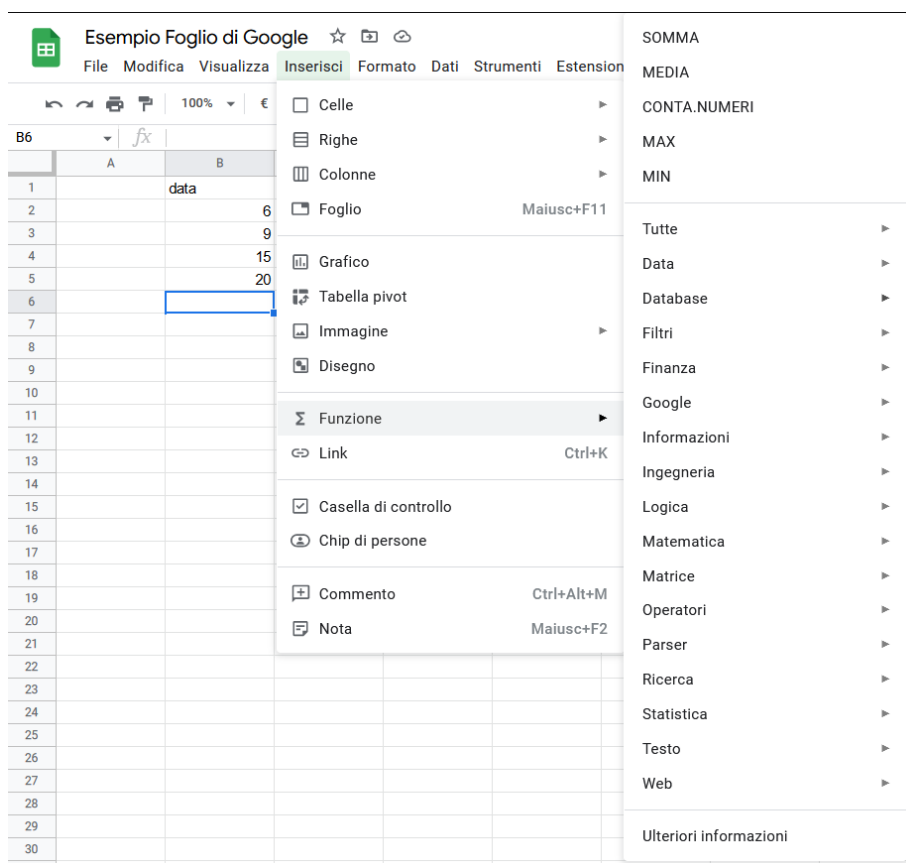 Esempio Foglio di Google
File Modifica Visualizza Inserisci Formato Dati Strumenti Estension
100% €
B6 fx
A B
1 data
2 6
3 9
4 15
5 20
6
7
8
9
10
11
12
13
14
15
16
17
18
19
20
21
22
23
24
25
26
27
28
29
30
Celle
Righe
Colonne
Foglio Maiusc+F11
Grafico
Tabella pivot
Immagine
Disegno
Funzione
Link Ctrl+K
Casella di controllo
Chip di persone
Commento Ctrl+Alt+M
Nota Maiusc+F2
SOMMA
MEDIA
CONTA.NUMERI
MAX
MIN
Tutte
Data
Database
Filtri
Finanza
Google
Informazioni
Ingegneria
Logica
Matematica
Matrice
Operatori
Parser
Ricerca
Statistica
Testo
Web
Ulteriori informazioni